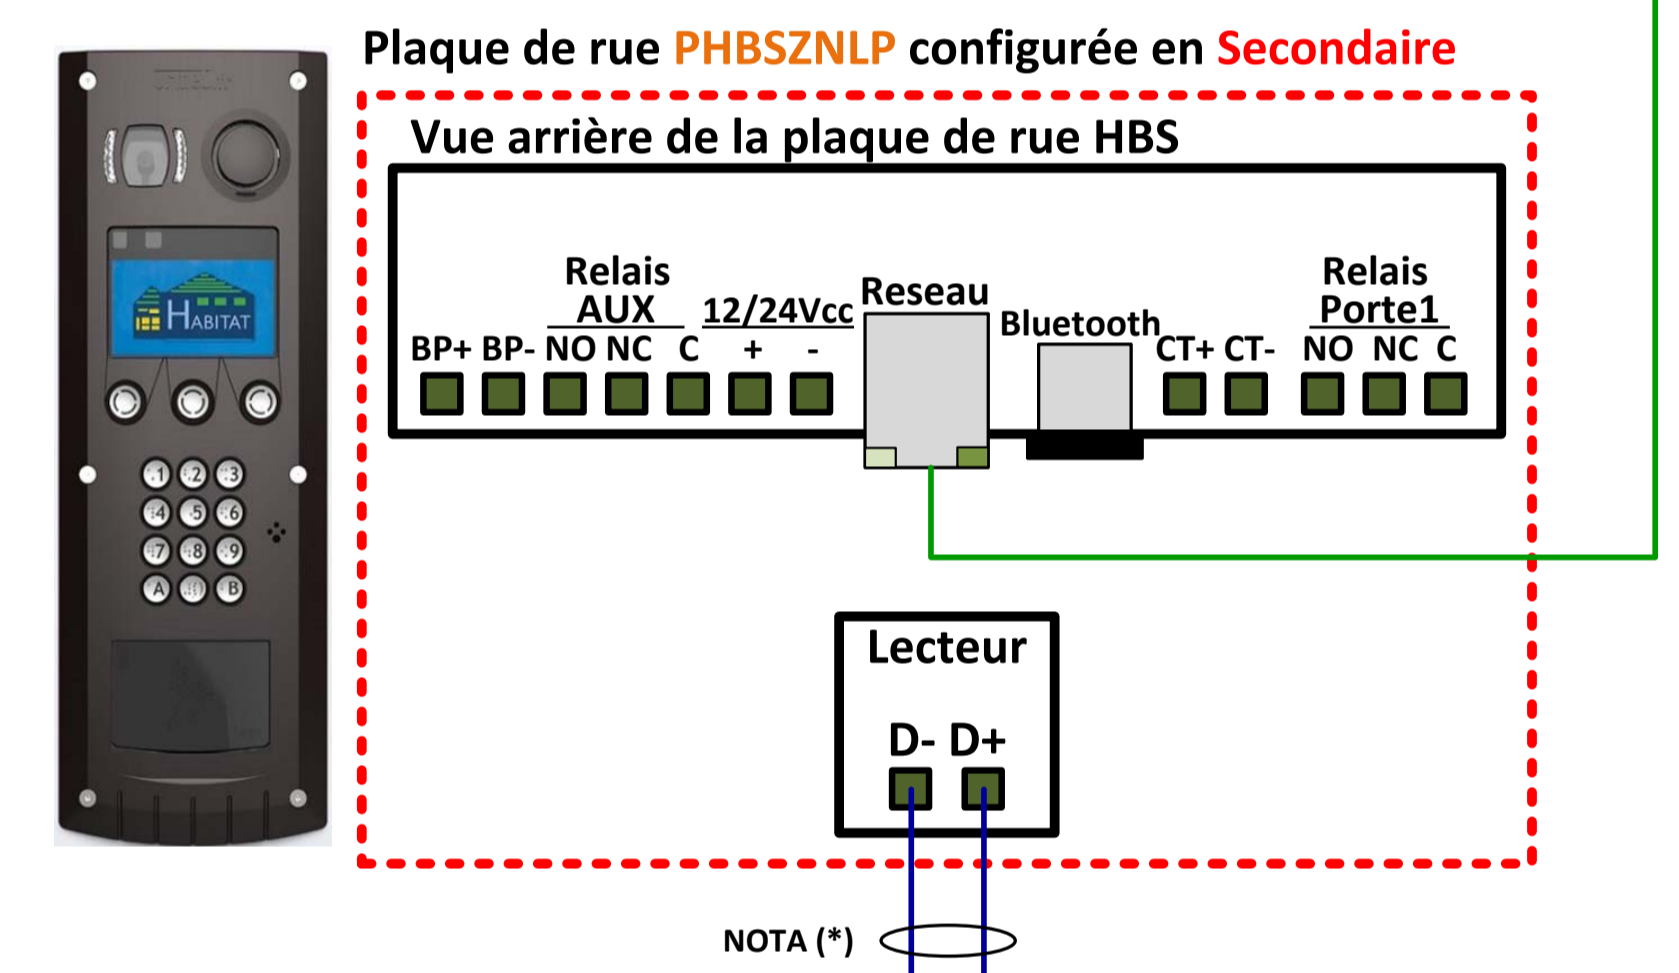 Plaque de rue PHBSZNLP configurée en Secondaire
Vue arrière de la plaque de rue HBS
Relais
AUX
12/24Vcc
Reseau
Bluetooth
Relais
Porte1
BP+ BP- NO NC C + -
CT+ CT- NO NC C
HABITAT
1 2 3
4 5 6
7 8 9
A B
Lecteur
D- D+
NOTA (*)